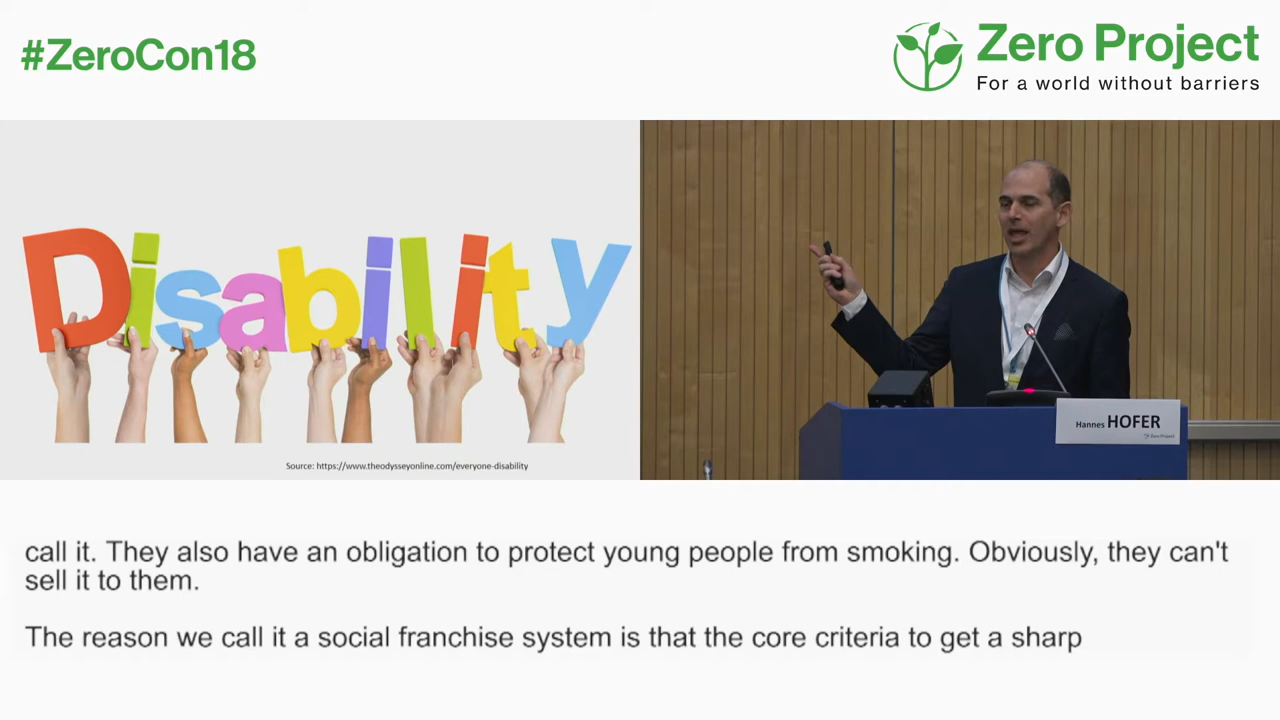 #ZeroCon18
Zero Project
For a world without barriers
Disability
Source: https://www.theodysseyonline.com/everyone-disability
Hannes HOFER
Zero Project
call it. They also have an obligation to protect young people from smoking. Obviously, they can't
sell it to them.
The reason we call it a social franchise system is that the core criteria to get a sharp